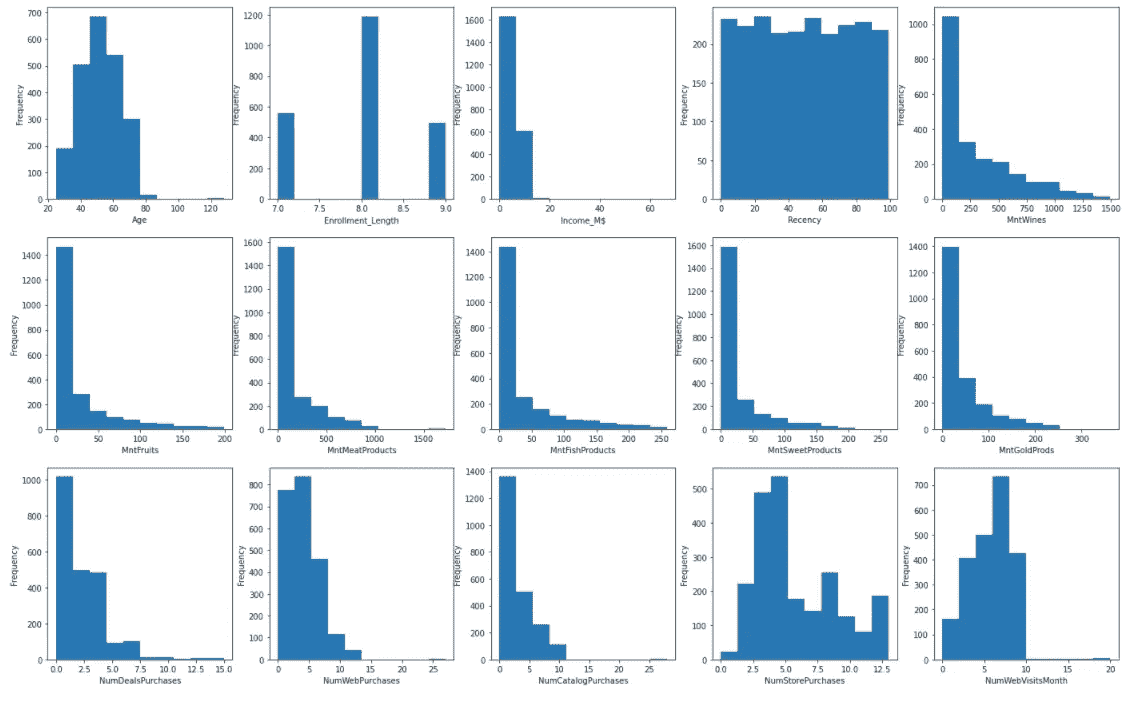 700
600
500
400
300
200
100
0
Frequency
20 40 60 80 100 120
Age
1200
1000
800
600
400
200
0
Frequency
7.0 7.5 8.0 8.5 9.0
Enrollment_Length
1600
1400
1200
1000
800
600
400
200
0
Frequency
0 20 40 60
Income_M$
200
150
100
50
0
Frequency
0 20 40 60 80 100
Recency
1000
800
600
400
200
0
Frequency
0 250 500 750 1000 1250 1500
MntWines
1400
1200
1000
800
600
400
200
0
Frequency
0 50 100 150 200
MntFruits
1600
1400
1200
1000
800
600
400
200
0
Frequency
0 500 1000 1500
MntMeatProducts
1400
1200
1000
800
600
400
200
0
Frequency
0 50 100 150 200 250
MntFishProducts
1600
1400
1200
1000
800
600
400
200
0
Frequency
0 50 100 150 200 250
MntSweetProducts
1400
1200
1000
800
600
400
200
0
Frequency
0 100 200 300
MntGoldProds
1000
800
600
400
200
0
Frequency
0.0 2.5 5.0 7.5 10.0 12.5 15.0
NumDealsPurchases
800
700
600
500
400
300
200
100
0
Frequency
0 5 10 15 20 25
NumWebPurchases
1400
1200
1000
800
600
400
200
0
Frequency
0 5 10 15 20 25
NumCatalogPurchases
500
400
300
200
100
0
Frequency
0.0 2.5 5.0 7.5 10.0 12.5
NumStorePurchases
700
600
500
400
300
200
100
0
Frequency
0 5 10 15 20
NumWebVisitsMonth